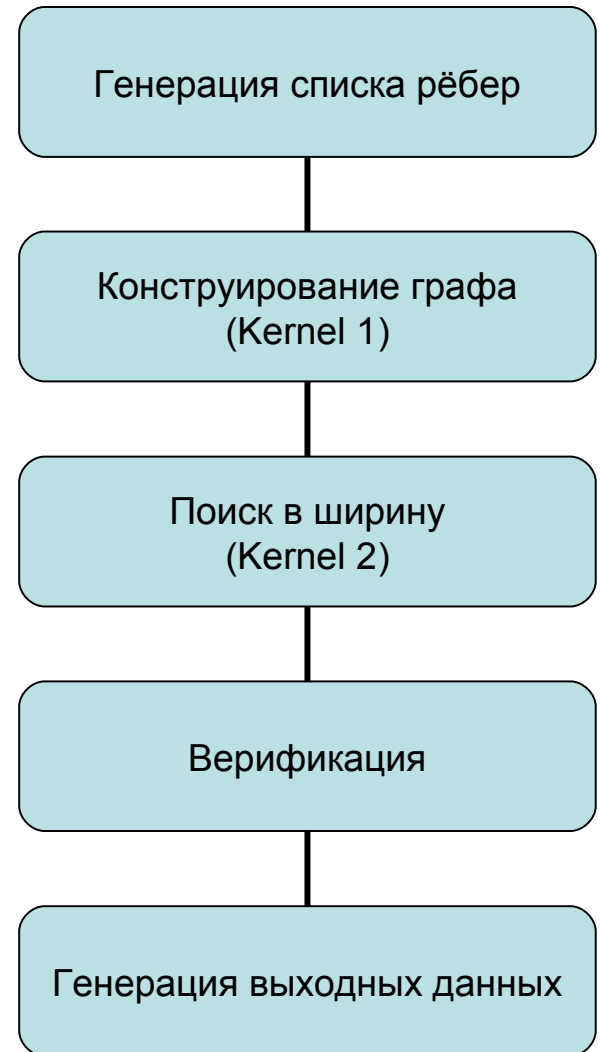 Генерация списка рёбер
Конструирование графа
(Kernel 1)
Поиск в ширину
(Kernel 2)
Верификация
Генерация выходных данных